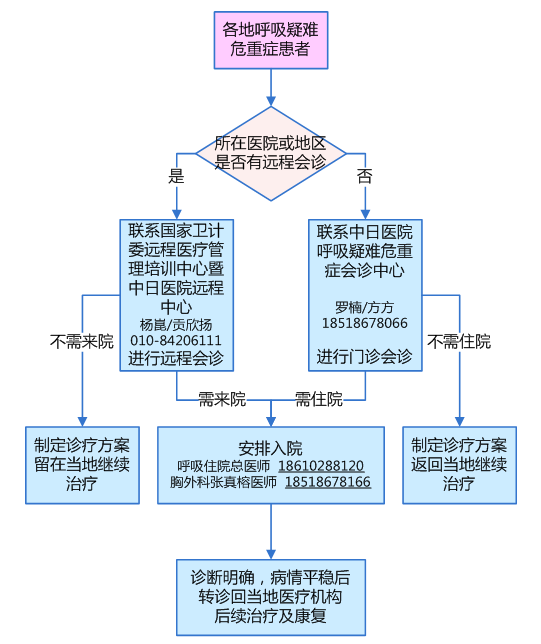 各地呼吸疑难
危重症患者
所在医院或地区
是否有远程会诊
是
否
联系国家卫计
委远程医疗管
理培训中心暨
中日医院远程
中心
杨崑/贡欣扬
010-84206111
进行远程会诊
联系中日医院
呼吸疑难危重
症会诊中心
罗楠/方方
18518678066
进行门诊会诊
不需来院
不需住院
需来院
需住院
制定诊疗方案
留在当地继续
治疗
安排入院
呼吸住院总医师 18610288120
胸外科张真榕医师 18518678166
制定诊疗方案
返回当地继续
治疗
诊断明确，病情平稳后
转诊回当地医疗机构
后续治疗及康复